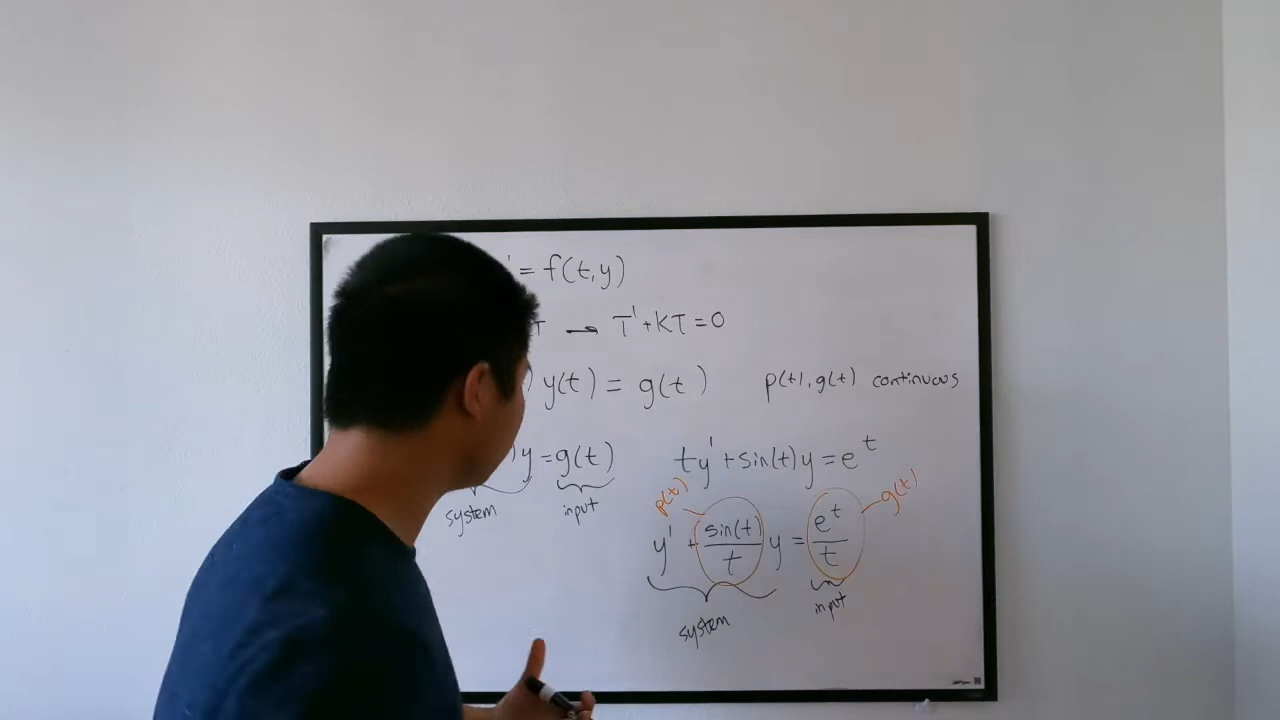 ' = f(t,y)
T → T' + KT = 0
) y(t) = g(t)    p(t), g(t) continuous
)y = g(t)    ty' + sin(t)y = e^t
system    input    p(t)    g(t)
y' + sin(t)/t y = e^t/t
system    input